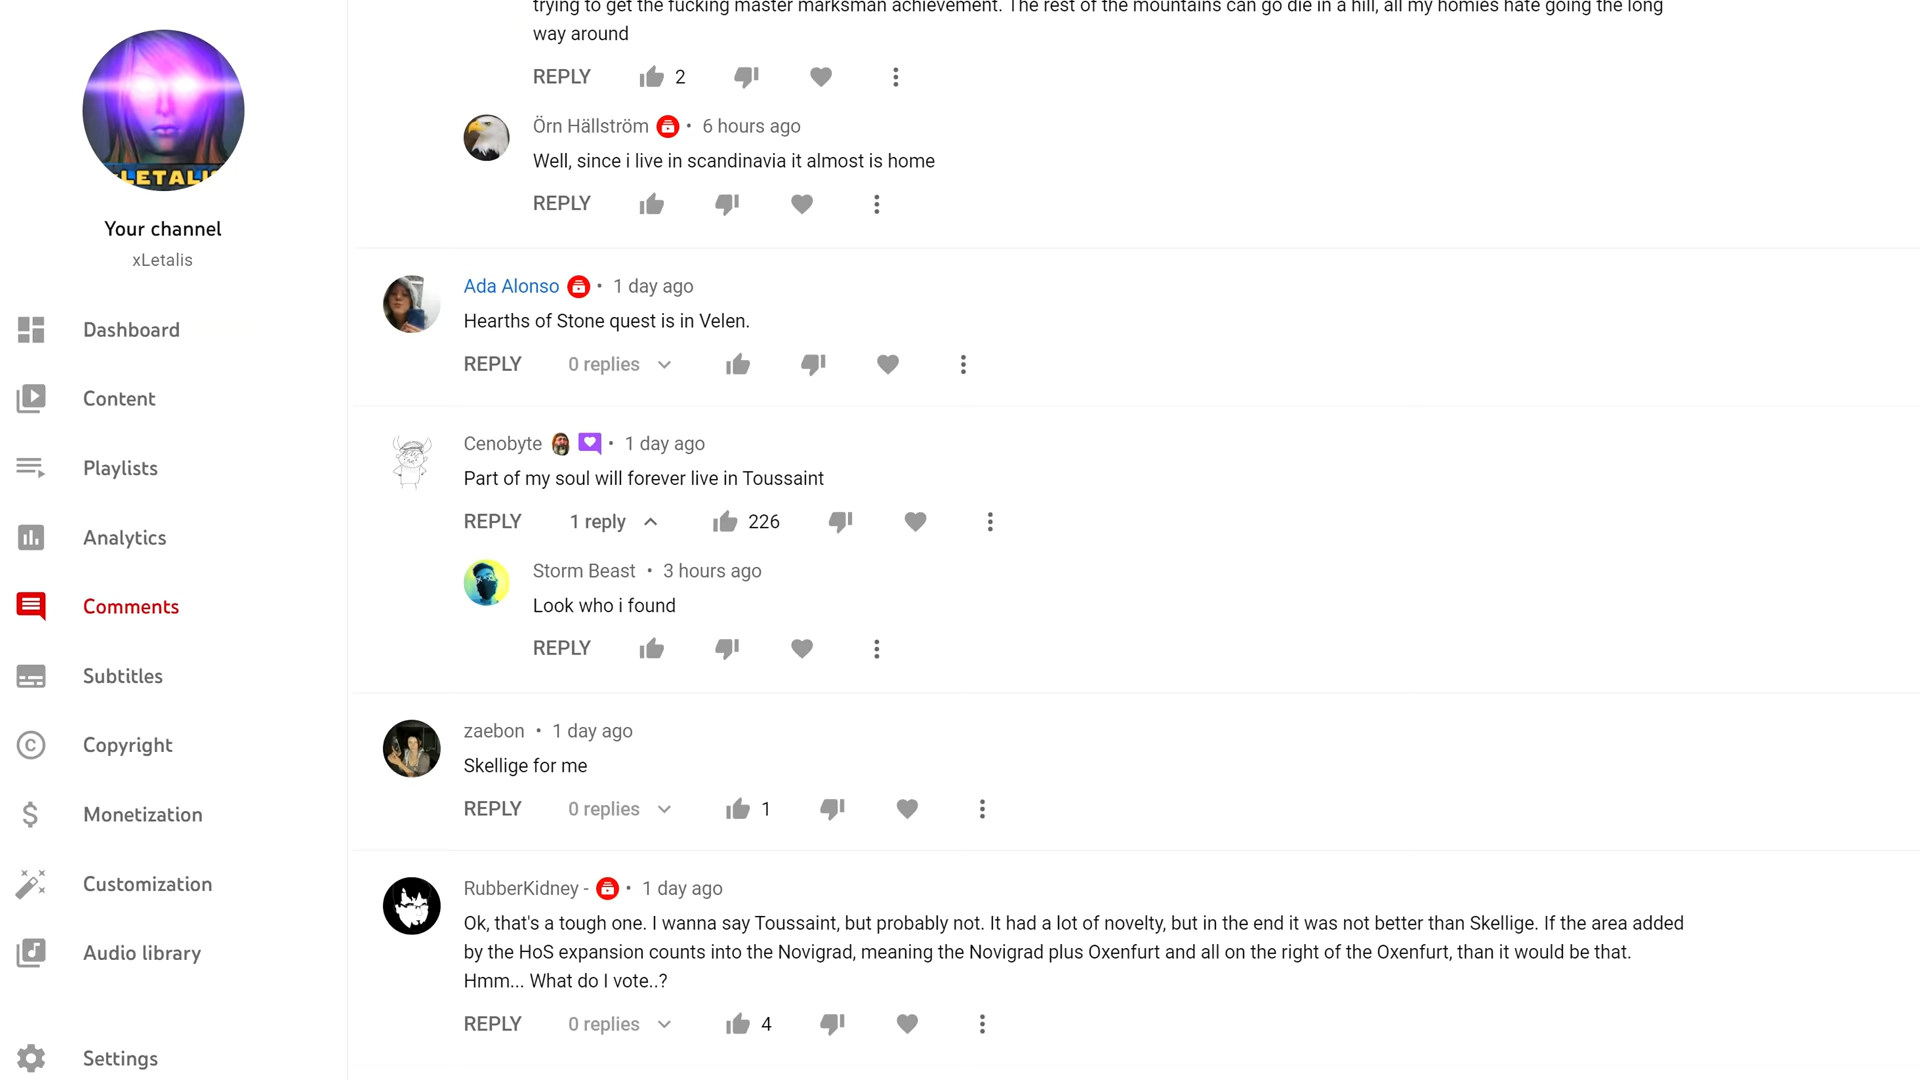 trying to get the fucking master marksman achievement. The rest of the mountains can go die in a hill, all my homies hate going the long
way around
REPLY 2
Örn Hällström • 6 hours ago
Well, since i live in scandinavia it almost is home
REPLY
LETALIS
Your channel
xLetalis
Dashboard
Content
Playlists
Analytics
Comments
Subtitles
Copyright
Monetization
Customization
Audio library
Settings
Ada Alonso • 1 day ago
Hearths of Stone quest is in Velen.
REPLY 0 replies
Cenobyte • 1 day ago
Part of my soul will forever live in Toussaint
REPLY 1 reply 226
Storm Beast • 3 hours ago
Look who i found
REPLY
zaebon • 1 day ago
Skellige for me
REPLY 0 replies 1
RubberKidney - • 1 day ago
Ok, that's a tough one. I wanna say Toussaint, but probably not. It had a lot of novelty, but in the end it was not better than Skellige. If the area added
by the HoS expansion counts into the Novigrad, meaning the Novigrad plus Oxenfurt and all on the right of the Oxenfurt, than it would be that.
Hmm... What do I vote..?
REPLY 0 replies 4